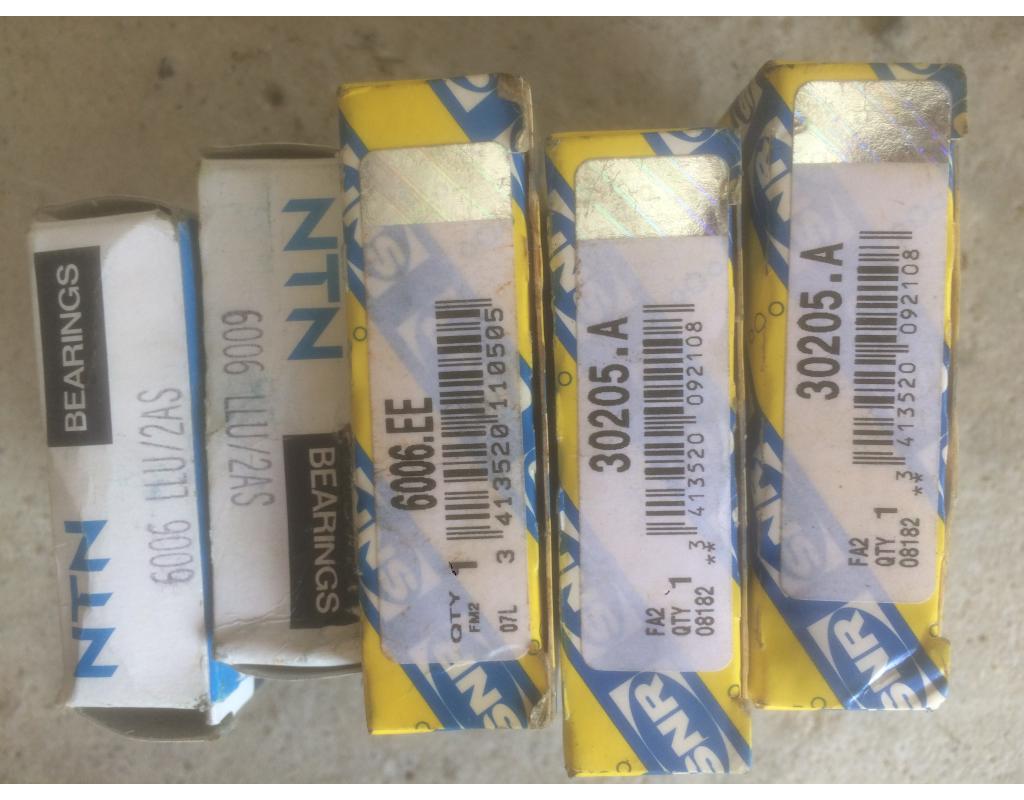 BEARINGS
NTN
6006 LLU/2AS
NTN
BEARINGS
6006 LLU/2AS
6006.EE
3 413520 110505
QTY 1
FM2
07L
SNR
30205.A
3 413520 092108
**
FA2
QTY 1
08182
SNR
30205.A
3 413520 092108
**
FA2
QTY 1
08182
SNR